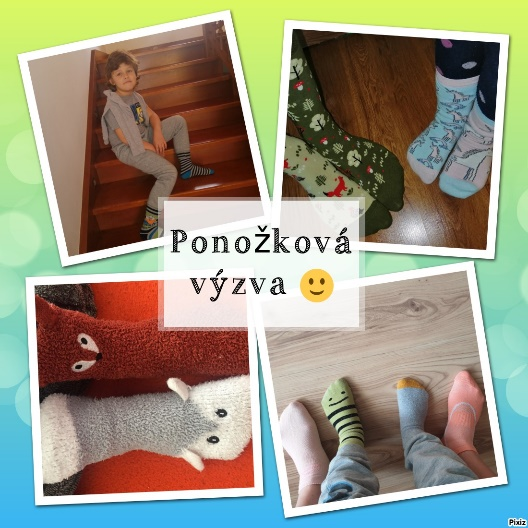 Ponožková
výzva 🙂
Pixiz